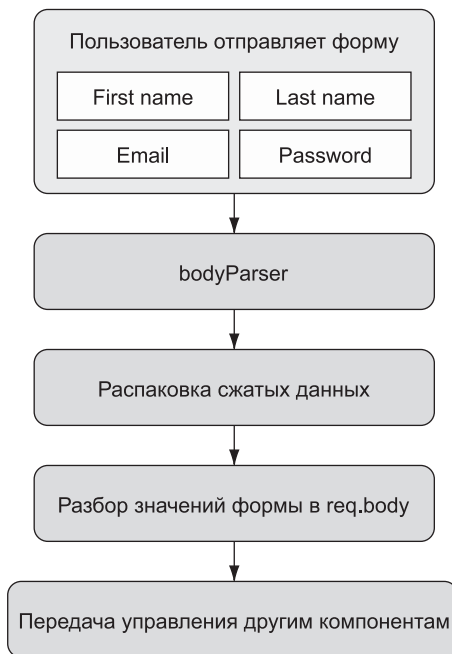 Пользователь отправляет форму
First name
Last name
Email
Password
bodyParser
Распаковка сжатых данных
Разбор значений формы в req.body
Передача управления другим компонентам